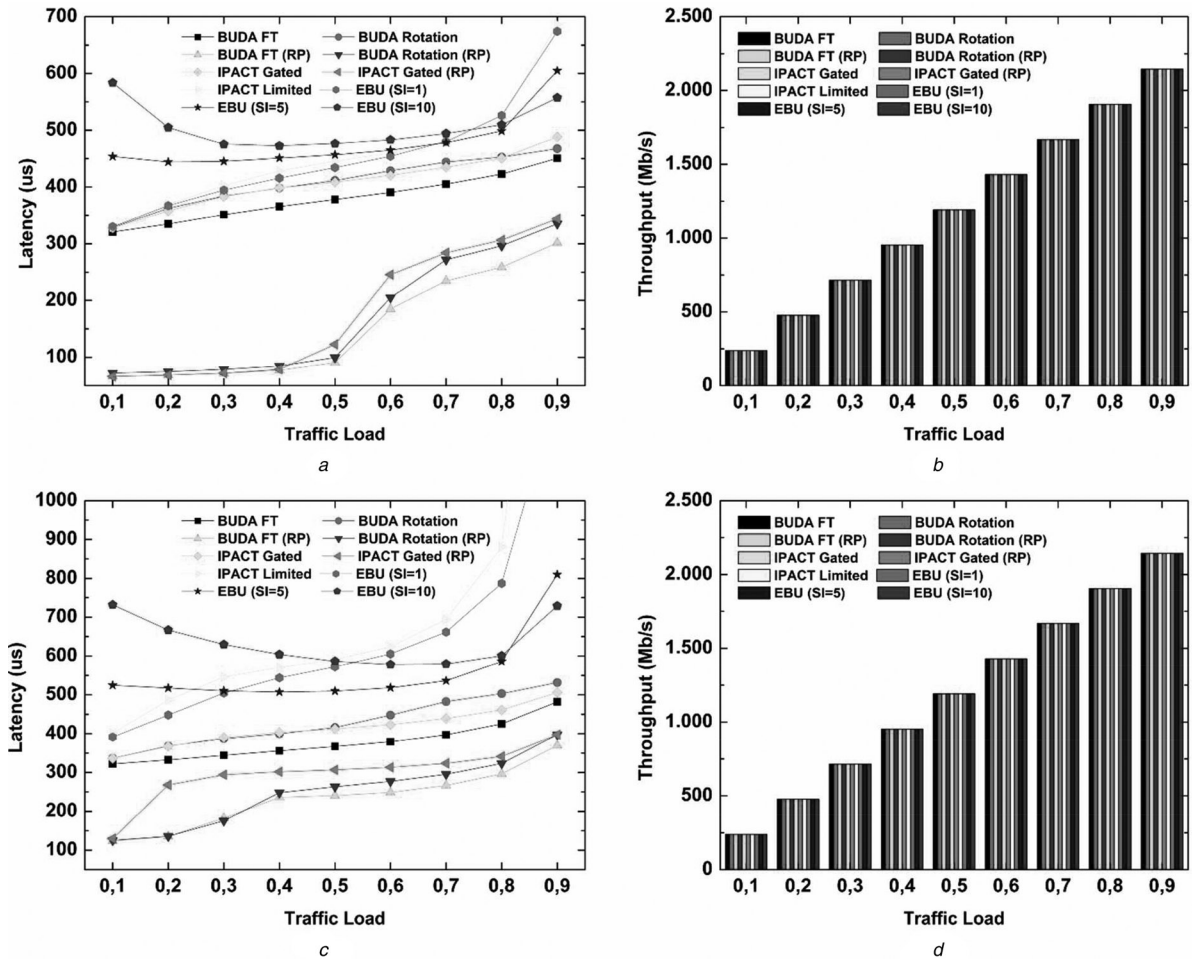 700
600
500
400
300
200
100
Latency (us)
BUDA FT
BUDA Rotation
BUDA FT (RP)
BUDA Rotation (RP)
IPACT Gated
IPACT Gated (RP)
IPACT Limited
EBU (SI=1)
EBU (SI=5)
EBU (SI=10)
0,1 0,2 0,3 0,4 0,5 0,6 0,7 0,8 0,9
Traffic Load
a
2.500
2.000
1.500
1.000
500
0
Throughput (Mb/s)
BUDA FT
BUDA Rotation
BUDA FT (RP)
BUDA Rotation (RP)
IPACT Gated
IPACT Gated (RP)
IPACT Limited
EBU (SI=1)
EBU (SI=5)
EBU (SI=10)
0,1 0,2 0,3 0,4 0,5 0,6 0,7 0,8 0,9
Traffic Load
b
1000
900
800
700
600
500
400
300
200
100
Latency (us)
BUDA FT
BUDA Rotation
BUDA FT (RP)
BUDA Rotation (RP)
IPACT Gated
IPACT Gated (RP)
IPACT Limited
EBU (SI=1)
EBU (SI=5)
EBU (SI=10)
0,1 0,2 0,3 0,4 0,5 0,6 0,7 0,8 0,9
Traffic Load
c
2.500
2.000
1.500
1.000
500
0
Throughput (Mb/s)
BUDA FT
BUDA Rotation
BUDA FT (RP)
BUDA Rotation (RP)
IPACT Gated
IPACT Gated (RP)
IPACT Limited
EBU (SI=1)
EBU (SI=5)
EBU (SI=10)
0,1 0,2 0,3 0,4 0,5 0,6 0,7 0,8 0,9
Traffic Load
d